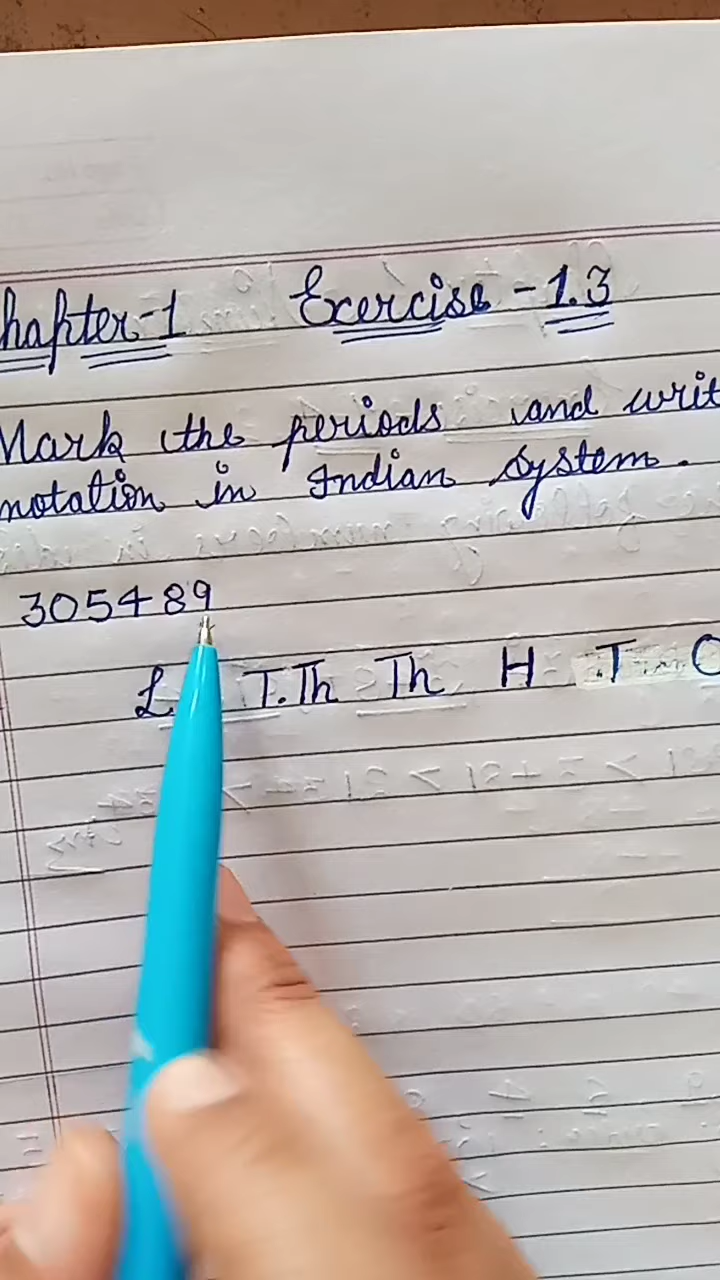 hapter-1 Exercise - 1.3
Mark the periods and writ
notation in Indian system.
305489
L T.Th Th H T O